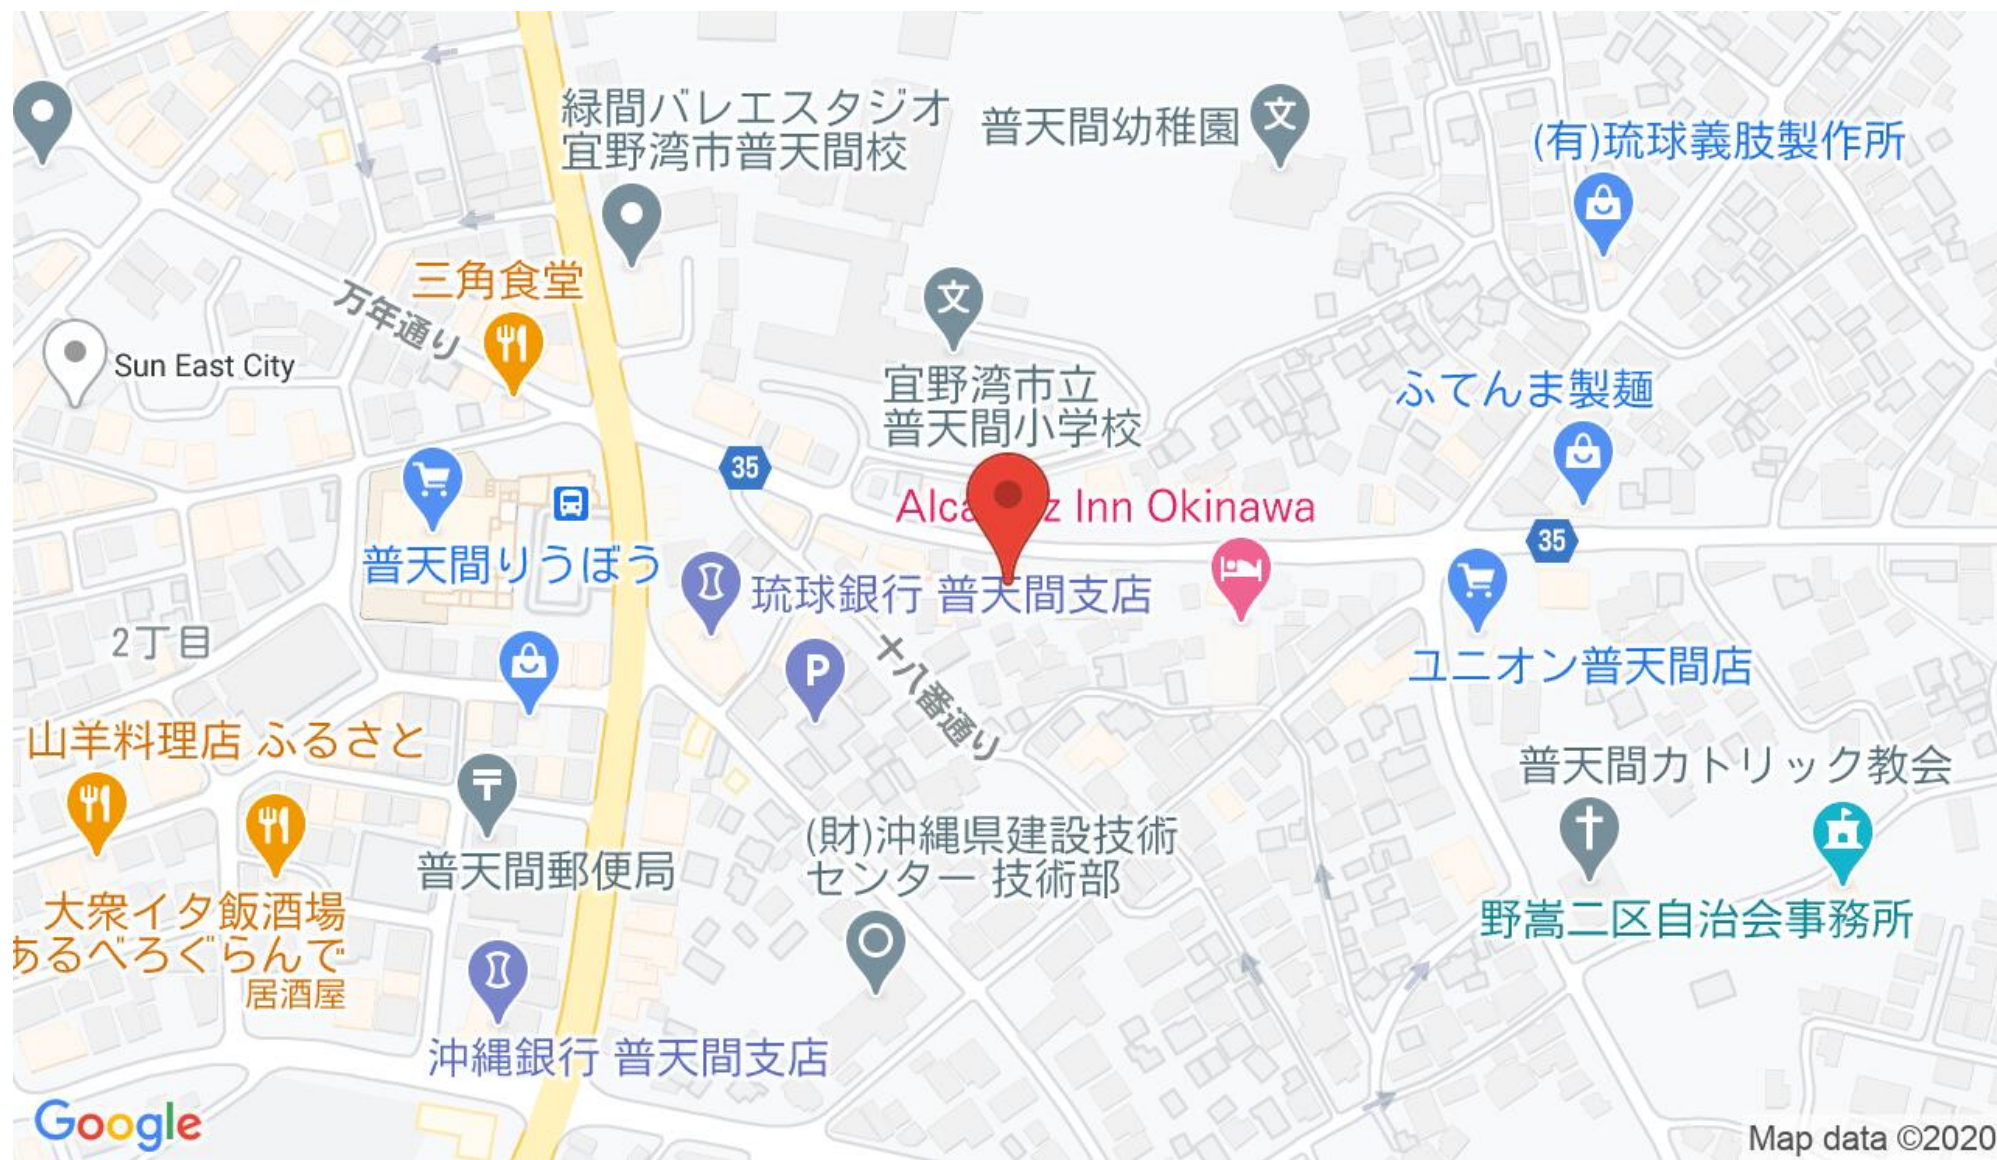 緑間バレエスタジオ
宜野湾市普天間校
普天間幼稚園
文
(有)琉球義肢製作所
三角食堂
万年通り
文
Sun East City
宜野湾市立
普天間小学校
ふてんま製麺
35
Inn Okinawa
35
普天間りうぼう
琉球銀行 普天間支店
P
2丁目
十八番通り
ユニオン普天間店
山羊料理店 ふるさと
〒
普天間カトリック教会
(財)沖縄県建設技術
センター 技術部
普天間郵便局
大衆イタ飯酒場
あるべろぐらんで
居酒屋
野嵩二区自治会事務所
沖縄銀行 普天間支店
Google
Map data ©2020